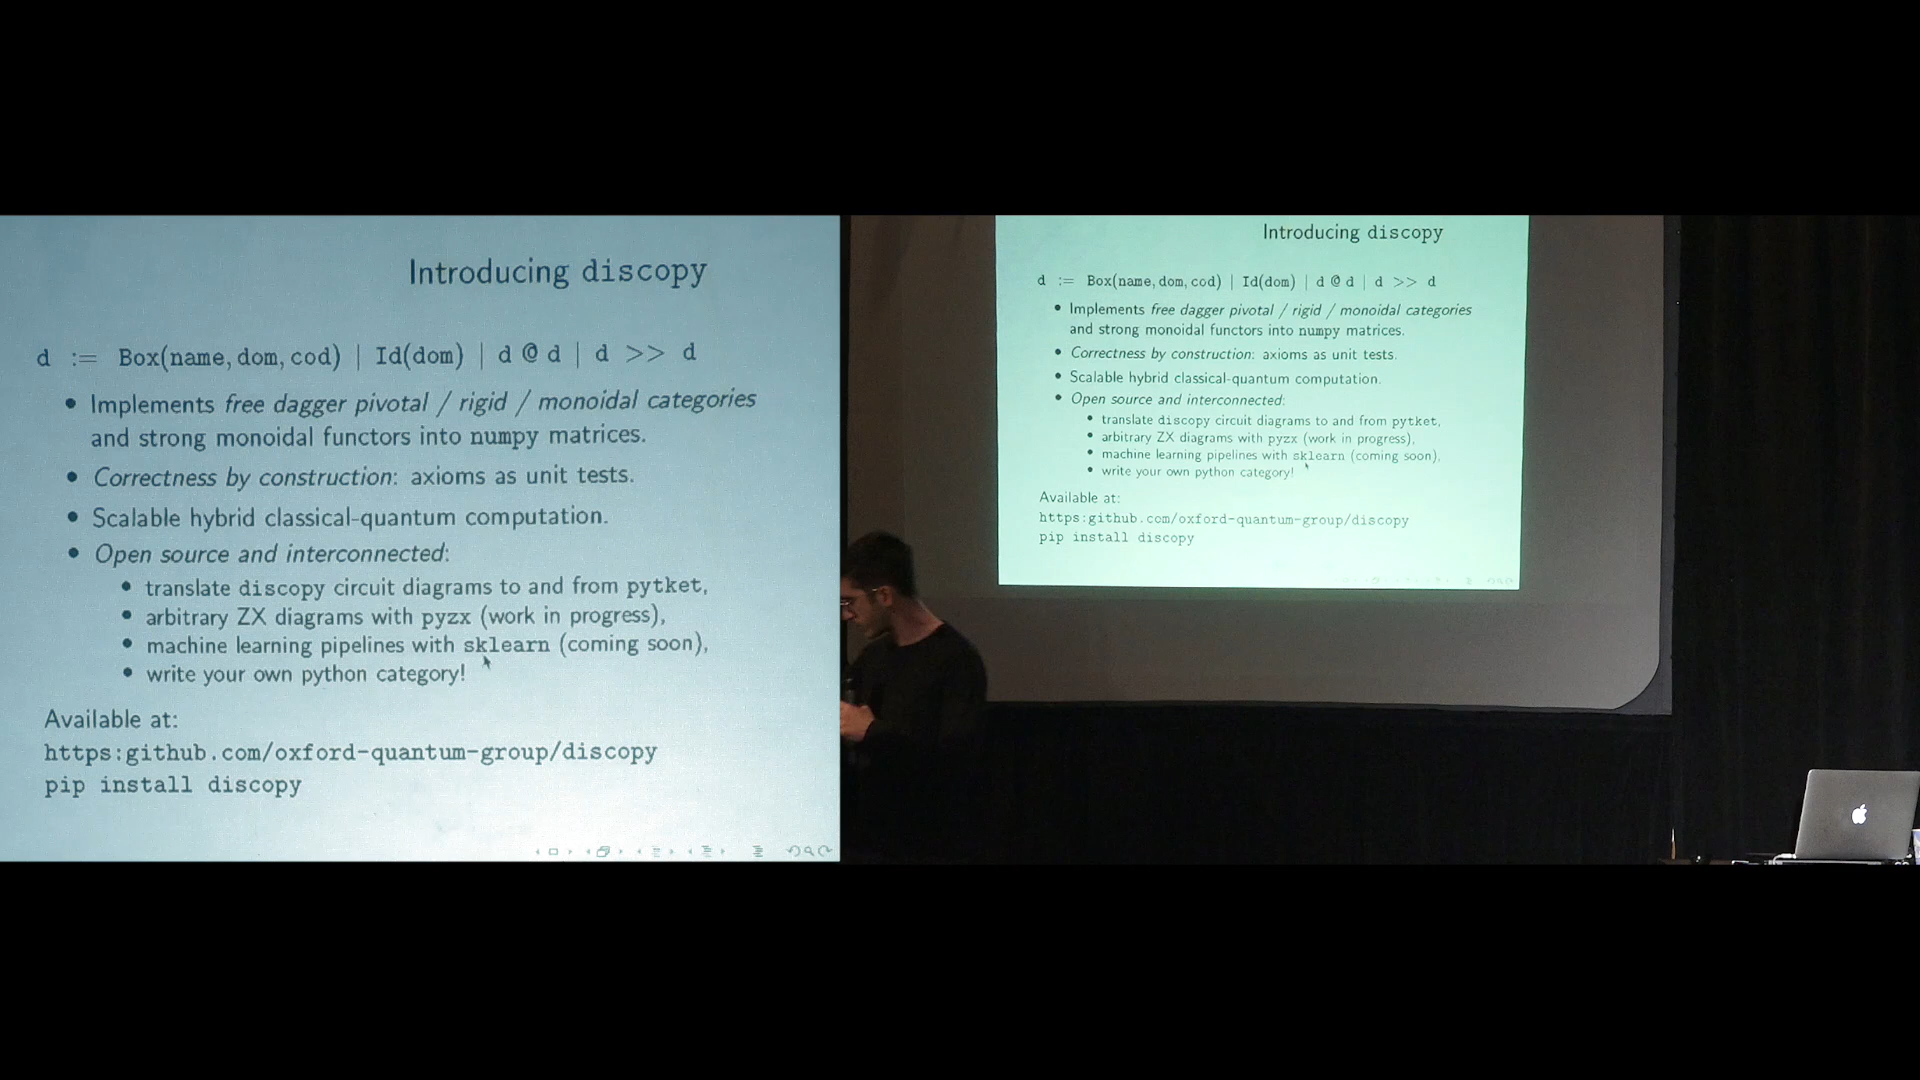 Introducing discopy
d := Box(name, dom, cod) | Id(dom) | d @ d | d >> d
• Implements free dagger pivotal / rigid / monoidal categories
and strong monoidal functors into numpy matrices.
• Correctness by construction: axioms as unit tests.
• Scalable hybrid classical-quantum computation.
• Open source and interconnected:
• translate discopy circuit diagrams to and from pytket,
• arbitrary ZX diagrams with pyzx (work in progress),
• machine learning pipelines with sklearn (coming soon),
• write your own python category!
Available at:
https:github.com/oxford-quantum-group/discopy
pip install discopy
Introducing discopy
d := Box(name, dom, cod) | Id(dom) | d @ d | d >> d
• Implements free dagger pivotal / rigid / monoidal categories
and strong monoidal functors into numpy matrices.
• Correctness by construction: axioms as unit tests.
• Scalable hybrid classical-quantum computation.
• Open source and interconnected:
• translate discopy circuit diagrams to and from pytket,
• arbitrary ZX diagrams with pyzx (work in progress),
• machine learning pipelines with sklearn (coming soon),
• write your own python category!
Available at:
https:github.com/oxford-quantum-group/discopy
pip install discopy